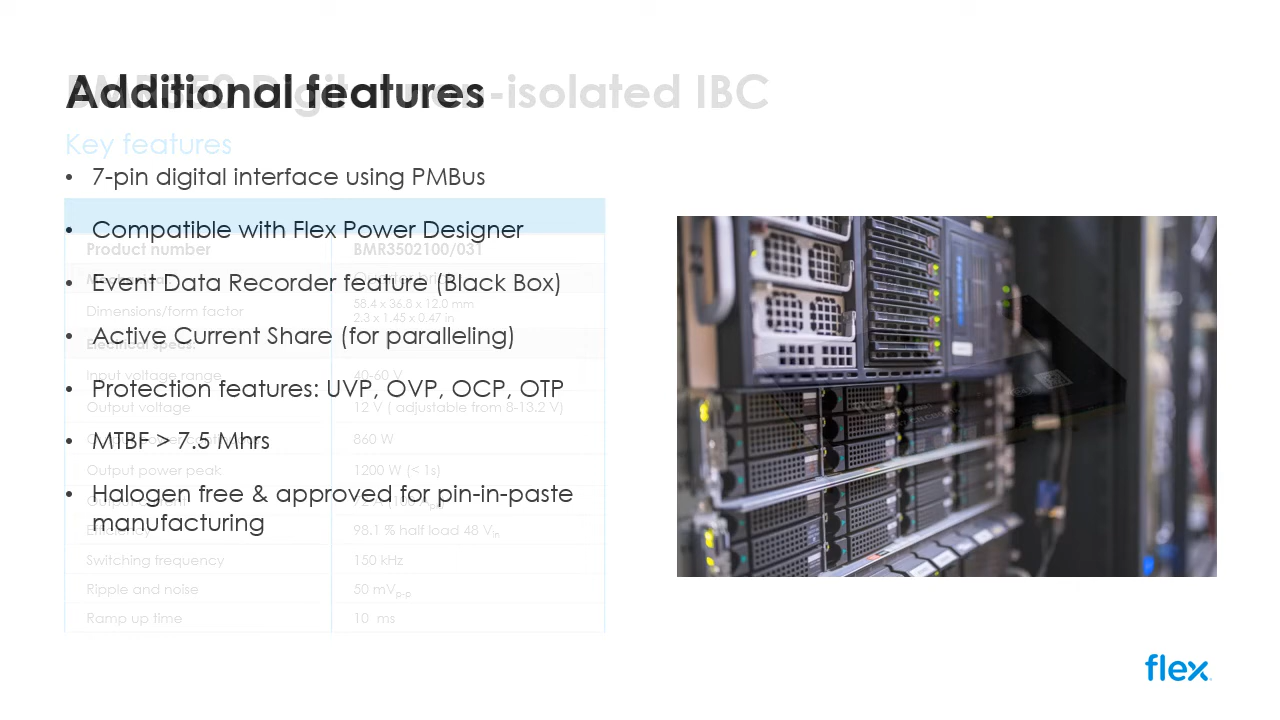 Additional features
-isolated IBC
Key features
• 7-pin digital interface using PMBus
• Compatible with Flex Power Designer
Product number BMR3502100/031
• Event Data Recorder feature (Black Box)
Dimensions/form factor 58.4 x 36.8 x 12.0 mm
2.3 x 1.45 x 0.47 in
• Active Current Share (for paralleling)
Input voltage range 40-60 V
• Protection features: UVP, OVP, OCP, OTP
Output voltage 12 V ( adjustable from 8-13.2 V)
• MTBF > 7.5 Mhrs
860 W
Output power peak 1200 W (< 1s)
• Halogen free & approved for pin-in-paste
manufacturing
Efficiency 98.1 % half load 48 Vin
Switching frequency 150 kHz
Ripple and noise 50 mVp-p
Ramp up time 10 ms
flex